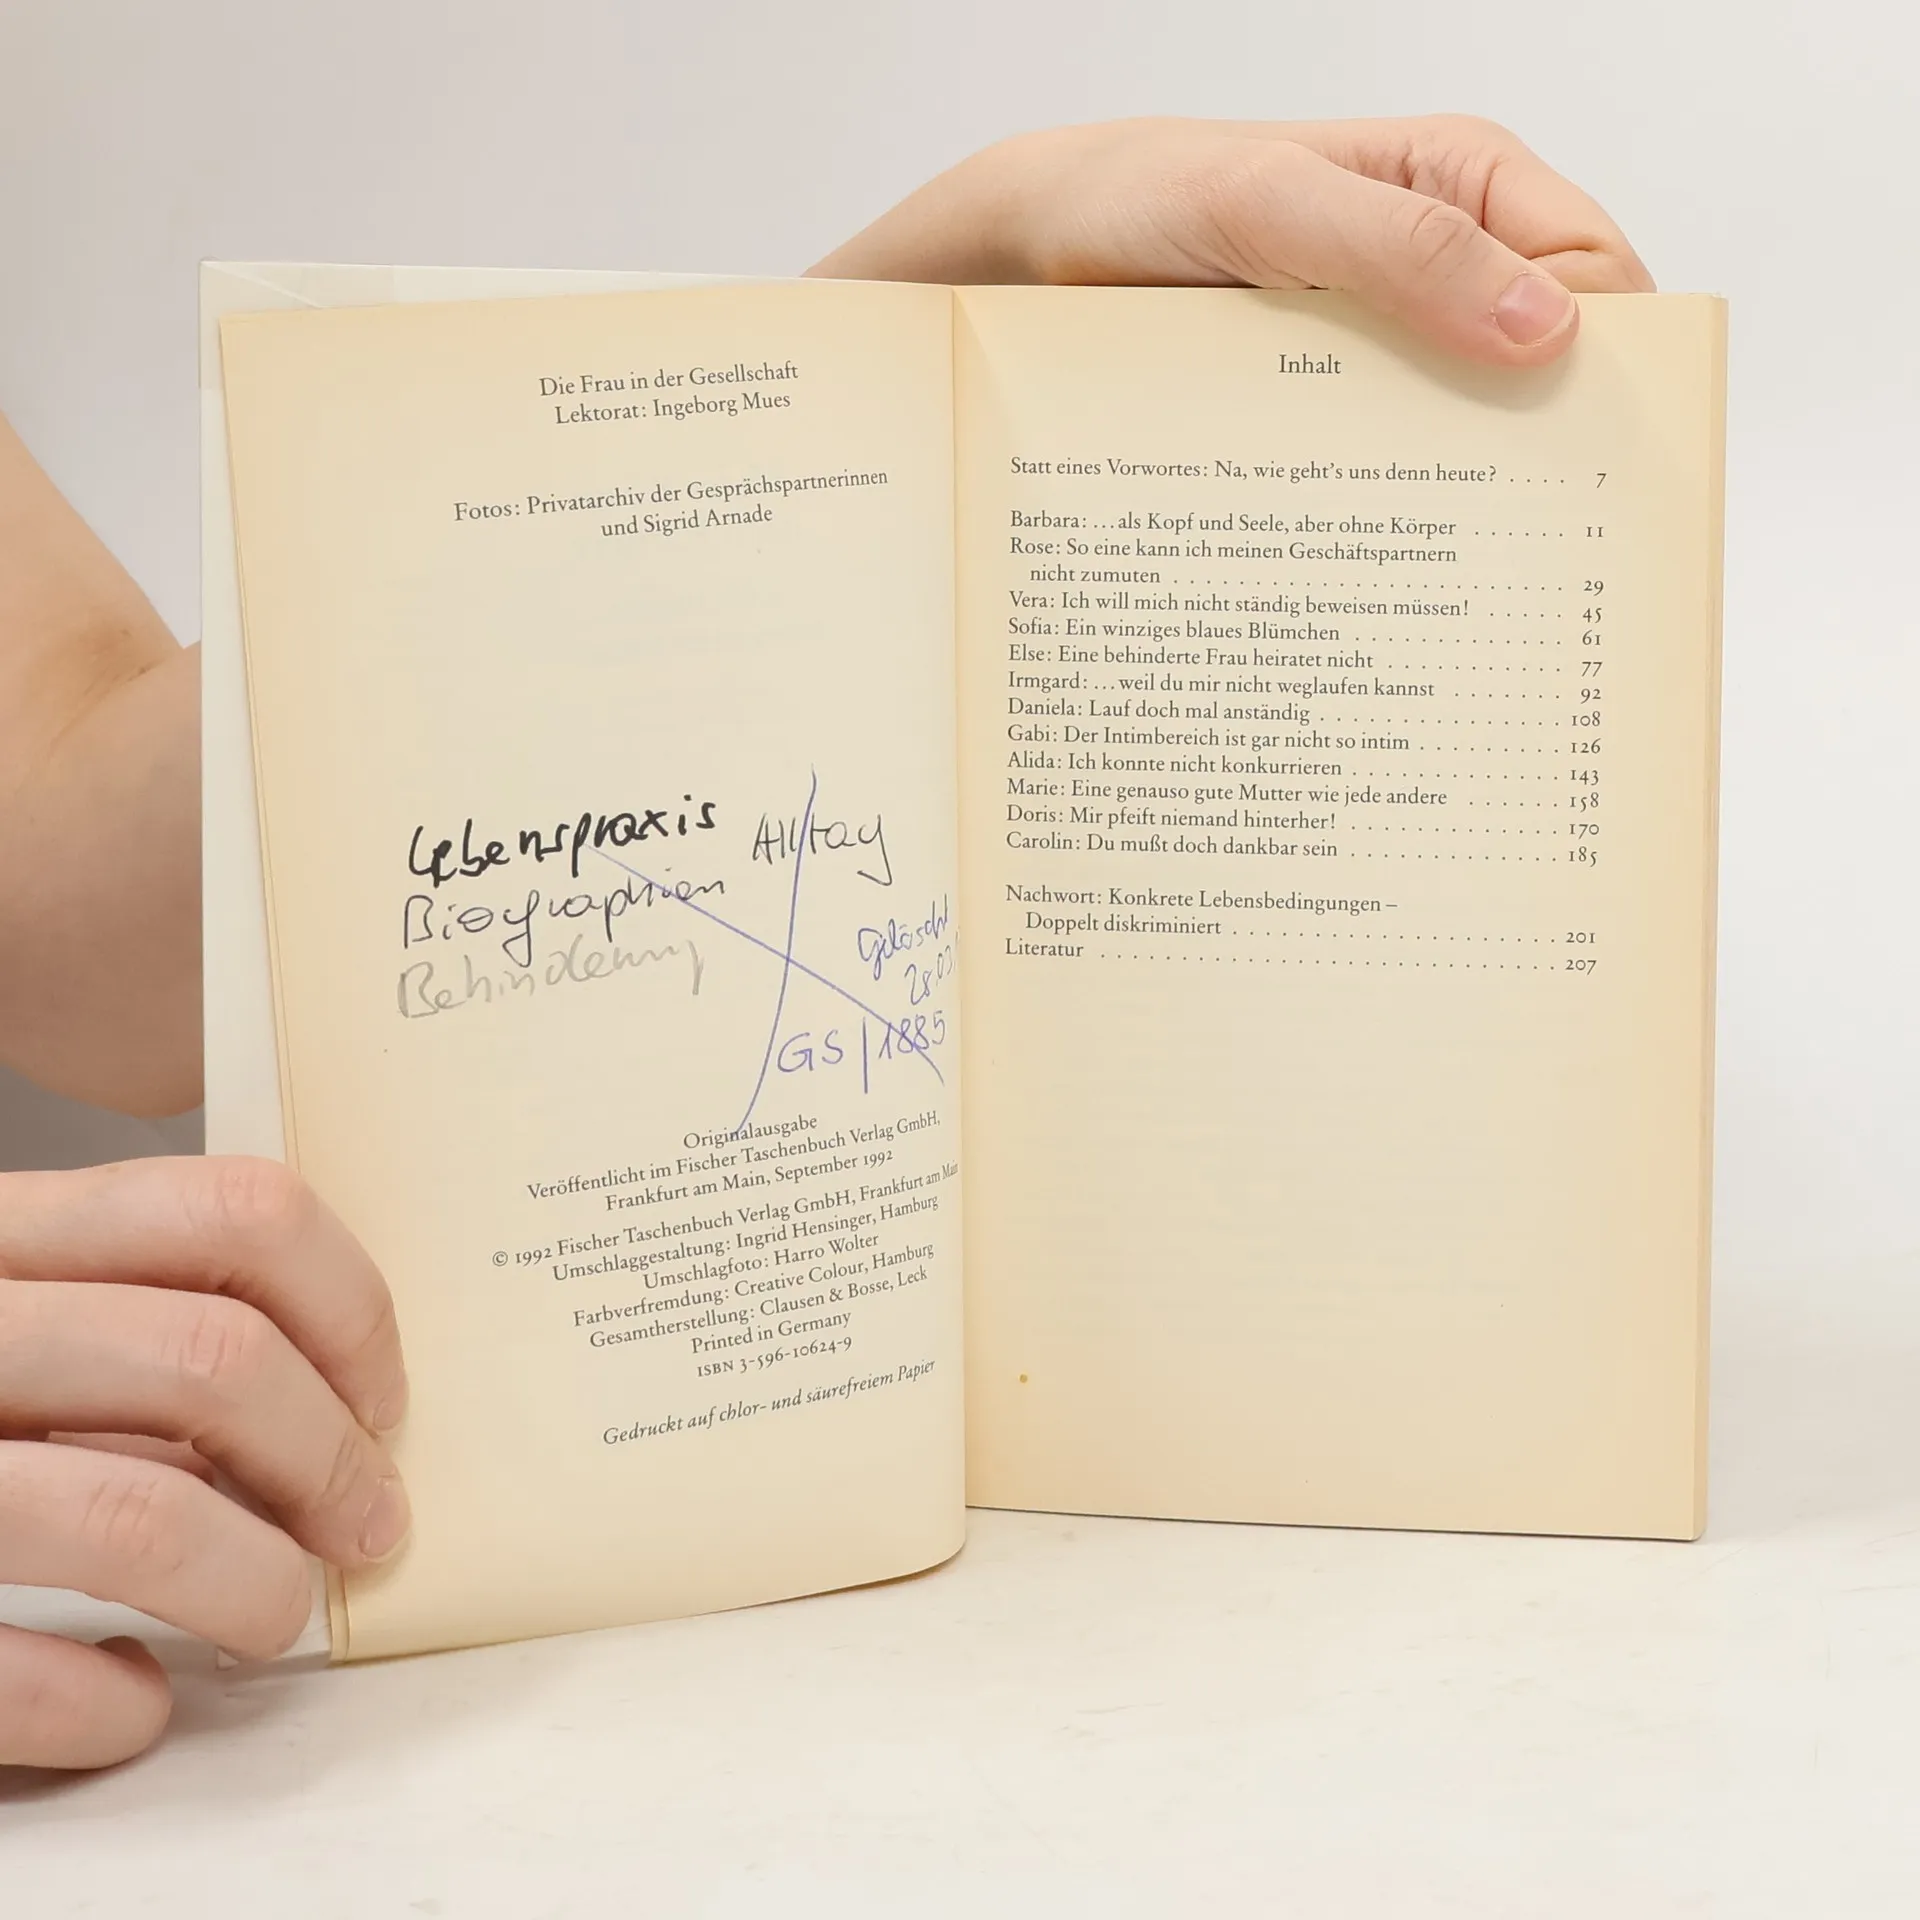 Die Frau in der Gesellschaft
Lektorat: Ingeborg Mues
Fotos: Privatarchiv der Gesprächspartnerinnen
und Sigrid Arnade
Lebenspraxis Alltag
Biographien
Behinderung
Gelöscht
28.03.
GS | 1885
Originalausgabe
Veröffentlicht im Fischer Taschenbuch Verlag GmbH,
Frankfurt am Main, September 1992
© 1992 Fischer Taschenbuch Verlag GmbH, Frankfurt am Main
Umschlaggestaltung: Ingrid Hensinger, Hamburg
Umschlagfoto: Harro Wolter
Farbverfremdung: Creative Colour, Hamburg
Gesamtherstellung: Clausen & Bosse, Leck
Printed in Germany
ISBN 3-596-10624-9
Gedruckt auf chlor- und säurefreiem Papier
Inhalt
Statt eines Vorwortes: Na, wie geht's uns denn heute? . . . . 7
Barbara: ...als Kopf und Seele, aber ohne Körper . . . . . . 11
Rose: So eine kann ich meinen Geschäftspartnern
nicht zumuten . . . . . . . . . . . . . . . . . . . . . . . . 29
Vera: Ich will mich nicht ständig beweisen müssen! . . . . . 45
Sofia: Ein winziges blaues Blümchen . . . . . . . . . . . . . 61
Else: Eine behinderte Frau heiratet nicht . . . . . . . . . . . 77
Irmgard: ...weil du mir nicht weglaufen kannst . . . . . . . 92
Daniela: Lauf doch mal anständig . . . . . . . . . . . . . . . 108
Gabi: Der Intimbereich ist gar nicht so intim . . . . . . . . . 126
Alida: Ich konnte nicht konkurrieren . . . . . . . . . . . . . 143
Marie: Eine genauso gute Mutter wie jede andere . . . . . . 158
Doris: Mir pfeift niemand hinterher! . . . . . . . . . . . . . 170
Carolin: Du mußt doch dankbar sein . . . . . . . . . . . . . 185
Nachwort: Konkrete Lebensbedingungen –
Doppelt diskriminiert . . . . . . . . . . . . . . . . . . . . 201
Literatur . . . . . . . . . . . . . . . . . . . . . . . . . . . . 207